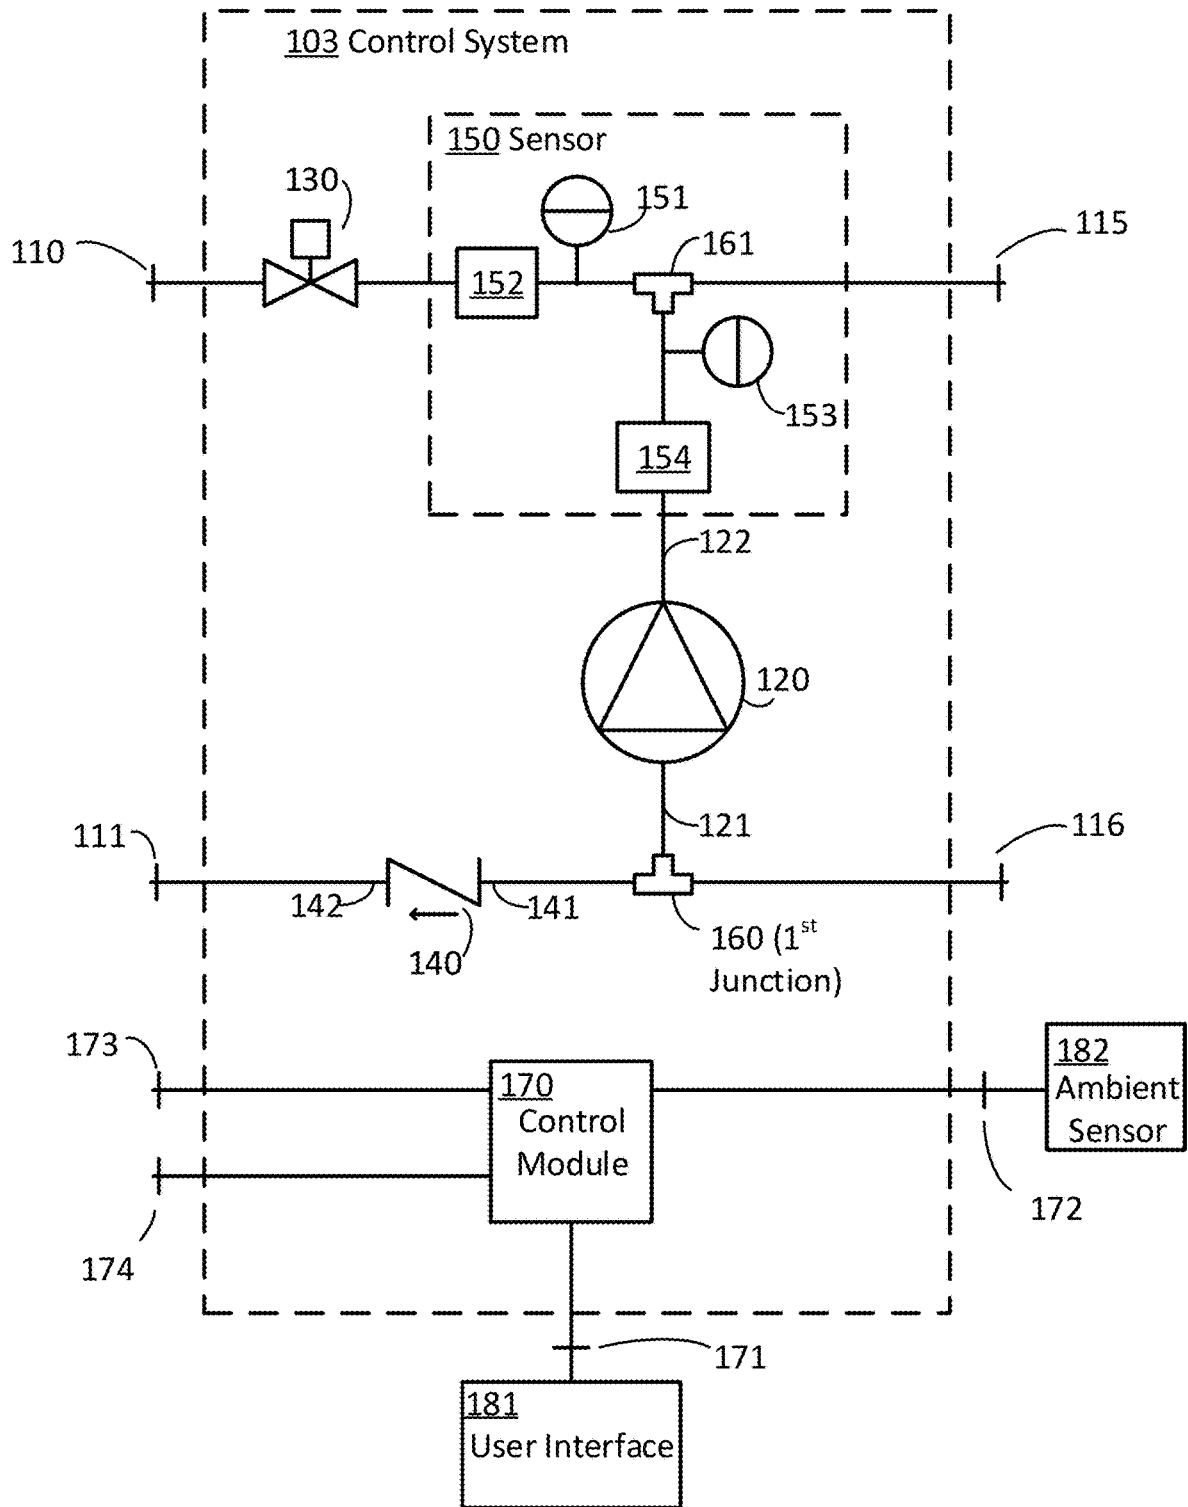 103 Control System
150 Sensor
130
151
110
161
115
152
153
154
122
120
121
111
116
142
141
140
160 (1st
Junction)
173
182
Ambient
Sensor
170
Control
Module
172
174
171
181
User Interface